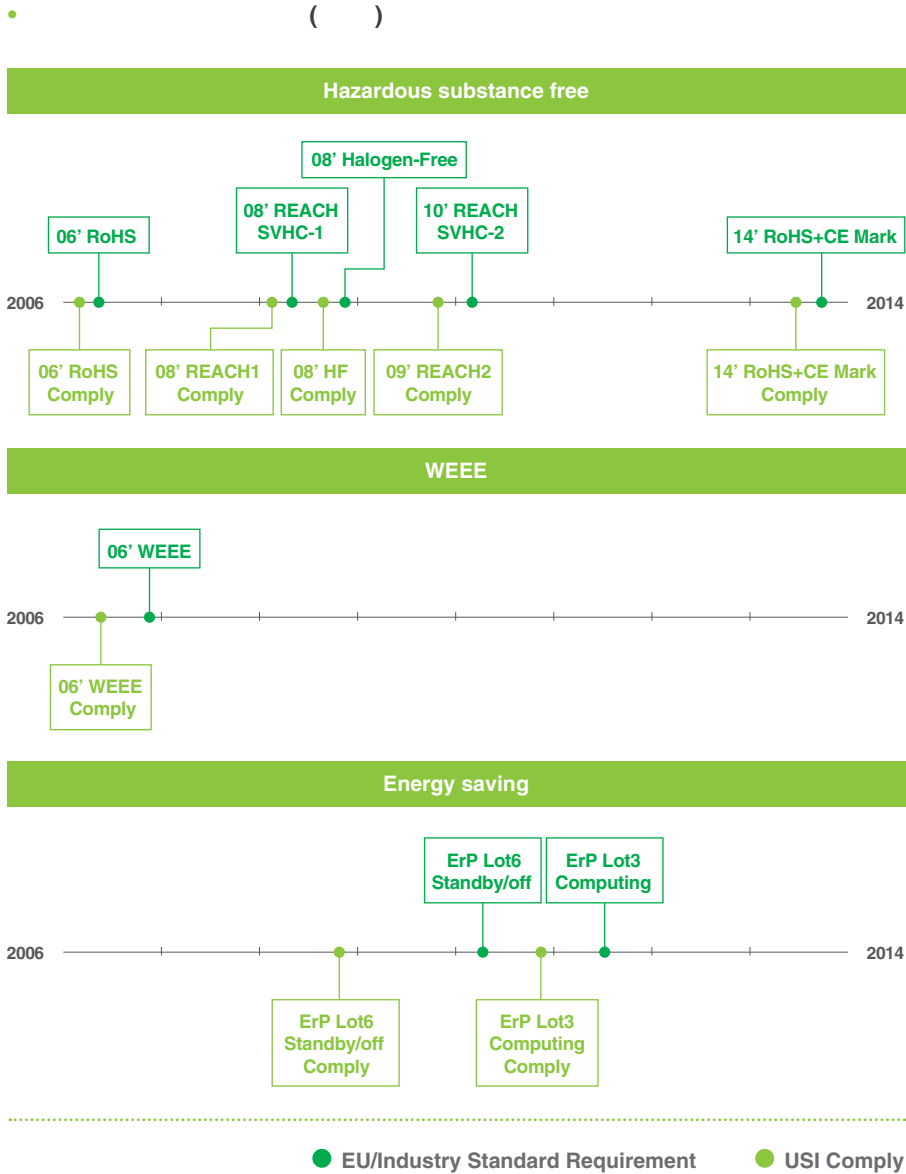 • ( )
Hazardous substance free
08’ Halogen-Free
06’ RoHS
08’ REACH
SVHC-1
10’ REACH
SVHC-2
14’ RoHS+CE Mark
2006
2014
06’ RoHS
Comply
08’ REACH1
Comply
08’ HF
Comply
09’ REACH2
Comply
14’ RoHS+CE Mark
Comply
WEEE
06’ WEEE
2006
2014
06’ WEEE
Comply
Energy saving
ErP Lot6
Standby/off
ErP Lot3
Computing
2006
2014
ErP Lot6
Standby/off
Comply
ErP Lot3
Computing
Comply
EU/Industry Standard Requirement
USI Comply